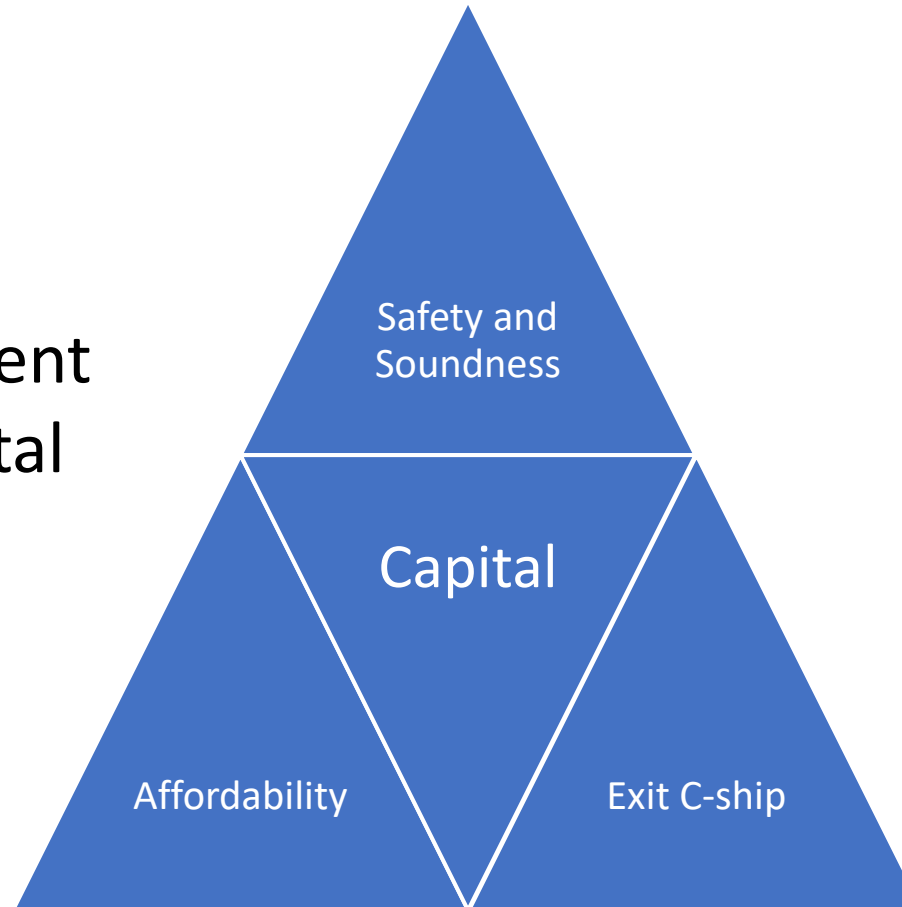 Safety and
Soundness
ent
tal
Capital
Affordability
Exit C-ship